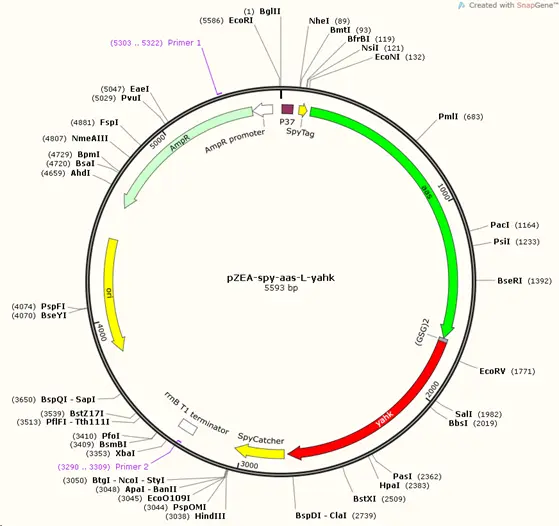 Created with SnapGene™
(1) BglII
(5586) EcoRI
NheI (89)
BmtI (93)
BfrBI (119)
NsiI (121)
EcoNI (132)
(5303 .. 5322) Primer 1
(5047) EaeI
(5029) PvuI
(4881) FspI
(4807) NmeAIII
(4729) BpmI
(4720) BsaI
(4659) AhdI
PmlI (683)
PacI (1164)
PsiI (1233)
BseRI (1392)
EcoRV (1771)
SalI (1982)
BbsI (2019)
PasI (2362)
HpaI (2383)
BstXI (2509)
BspDI - ClaI (2739)
(4074) PspFI
(4070) BseYI
(3650) BspQI - SapI
(3539) BstZ17I
(3513) PflFI - Tth111I
(3410) PfoI
(3409) BsmBI
(3353) XbaI
(3290 .. 3309) Primer 2
(3050) BtgI - NcoI - StyI
(3048) ApaI - BanII
(3045) EcoO109I
(3044) PspOMI
(3038) HindIII
AmpR
AmpR promoter
P37
SpyTag
aas
(GSG)2
yahk
SpyCatcher
rrnB T1 terminator
ori
1000
2000
3000
4000
5000
pZEA-spy-aas-L-yahk
5593 bp